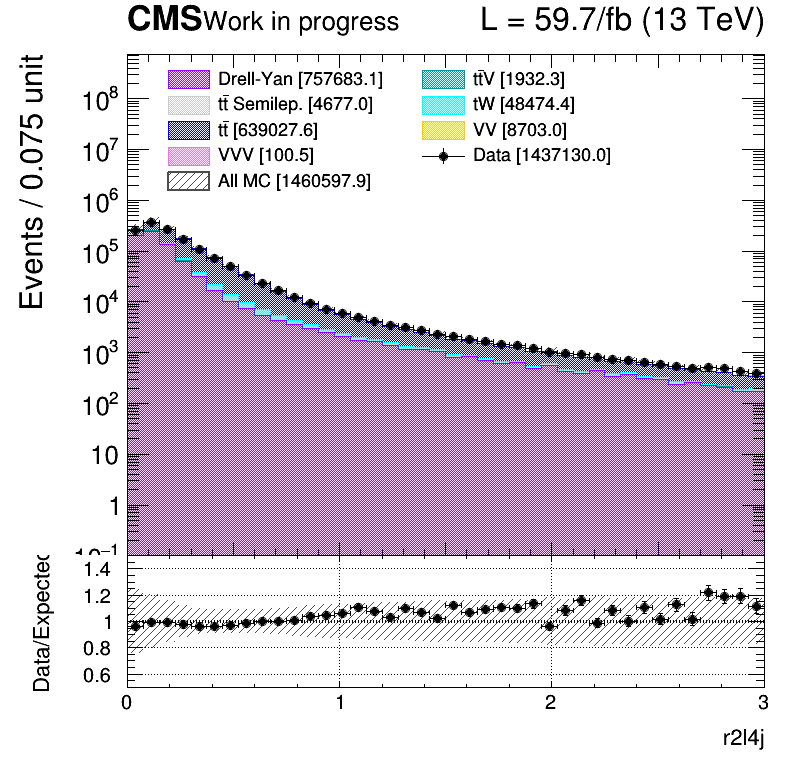 CMS Work in progress L = 59.7/fb (13 TeV)
Drell-Yan [757683.1]
tt̄ Semilep. [4677.0]
tt̄ [639027.6]
VVV [100.5]
All MC [1460597.9]
tt̄V [1932.3]
tW [48474.4]
VV [8703.0]
Data [1437130.0]
Events / 0.075 unit
10⁸
10⁷
10⁶
10⁵
10⁴
10³
10²
10
1
10⁻¹
Data/Expected
1.4
1.2
1
0.8
0.6
0 1 2 3
r2l4j